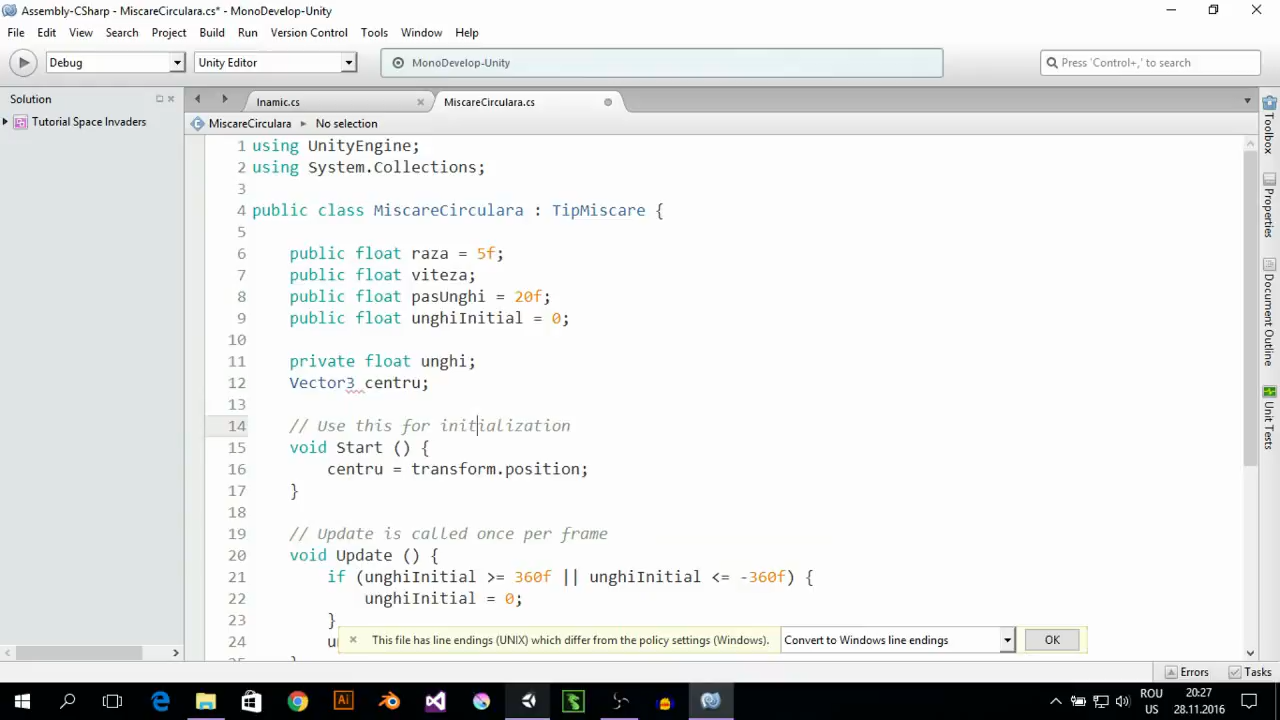 Assembly-CSharp - MiscareCirculara.cs* - MonoDevelop-Unity
File Edit View Search Project Build Run Version Control Tools Window Help
Debug Unity Editor MonoDevelop-Unity Press 'Control+,' to search
Solution
Tutorial Space Invaders
Inamic.cs MiscareCirculara.cs
MiscareCirculara No selection
1 using UnityEngine;
2 using System.Collections;
3
4 public class MiscareCirculara : TipMiscare {
5
6 public float raza = 5f;
7 public float viteza;
8 public float pasUnghi = 20f;
9 public float unghiInitial = 0;
10
11 private float unghi;
12 Vector3 centru;
13
14 // Use this for initialization
15 void Start () {
16 centru = transform.position;
17 }
18
19 // Update is called once per frame
20 void Update () {
21 if (unghiInitial >= 360f || unghiInitial <= -360f) {
22 unghiInitial = 0;
23 }
24 u
This file has line endings (UNIX) which differ from the policy settings (Windows). Convert to Windows line endings OK
Toolbox
Properties
Document Outline
Unit Tests
Errors Tasks
Ai
ROU 20:27
US 28.11.2016